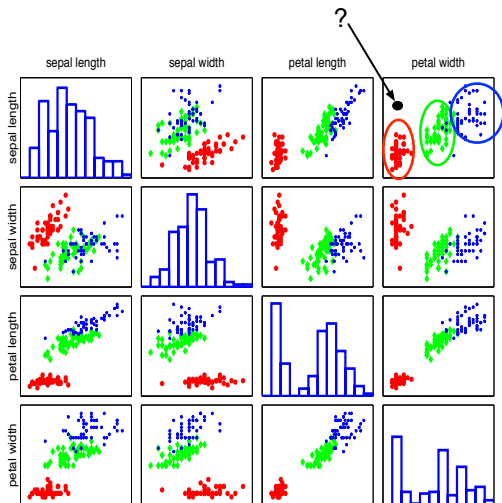 ?
sepal length sepal width petal length petal width
sepal length
sepal width
petal length
petal width